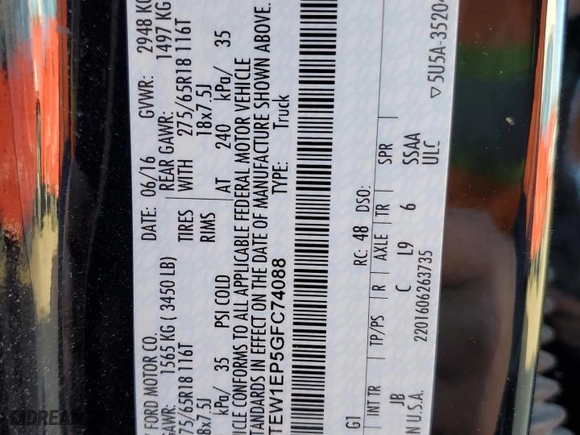 FORD MOTOR CO. DATE: 06/16 GVWR: 2948 KG
GAWR: 1565 KG ( 3450 LB) REAR GAWR: 1497 KG
75/65R18 116T TIRES WITH 275/65R18 116T
18x7.5J RIMS 18x7.5J
kPa/ 35 PSI COLD AT 240 kPa/ 35
VEHICLE CONFORMS TO ALL APPLICABLE FEDERAL MOTOR VEHICLE
STANDARDS IN EFFECT ON THE DATE OF MANUFACTURE SHOWN ABOVE.
TEW1EP5GFC74088 TYPE: Truck
G1 RC: 48 DSO:
INT TR TP/PS R AXLE TR SPR
JB C L9 6 SSAA
N U.S.A. 2201606263735 ULC
▽5U5A-35204